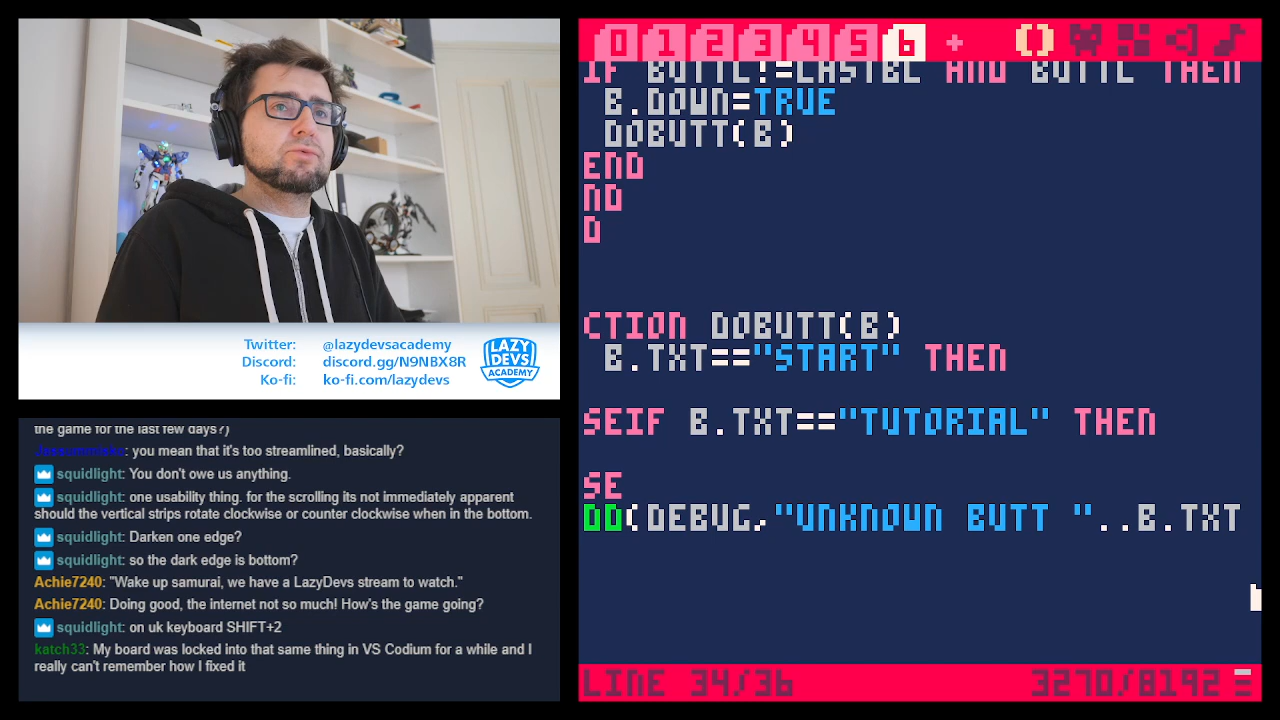 Twitter: @lazydevsacademy
Discord: discord.gg/N9NBX8R
Ko-fi: ko-fi.com/lazydevs
LAZY
DEVS
ACADEMY
the game for the last few days?)
you mean that it's too streamlined, basically?
squidlight: You don't owe us anything.
squidlight: one usability thing. for the scrolling its not immediately apparent
should the vertical strips rotate clockwise or counter clockwise when in the bottom.
squidlight: Darken one edge?
squidlight: so the dark edge is bottom?
Achie7240: "Wake up samurai, we have a LazyDevs stream to watch."
Achie7240: Doing good, the internet not so much! How's the game going?
squidlight: on uk keyboard SHIFT+2
katch33: My board was locked into that same thing in VS Codium for a while and I
really can't remember how I fixed it
0 1 2 3 4 5 6 + ()
IF BUTTL!=LASTBL AND BUTTL THEN
B.DOWN=TRUE
DOBUTT(B)
END
ND
D
CTION DOBUTT(B)
B.TXT=="START" THEN
SEIF B.TXT=="TUTORIAL" THEN
SE
DD(DEBUG,"UNKNOWN BUTT "..B.TXT
LINE 34/36 3270/8192